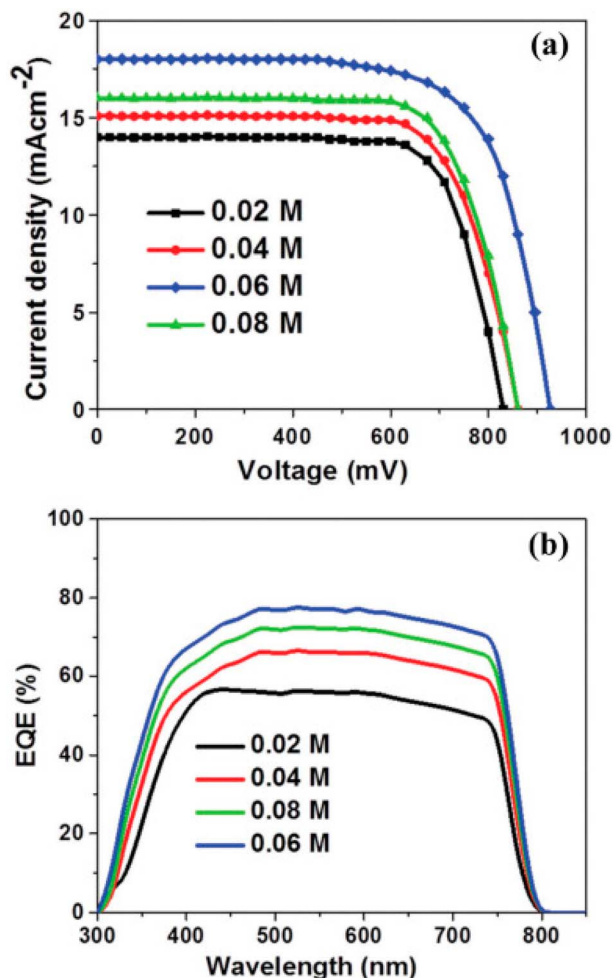 (a)
Current density (mAcm-2)
20
15
10
5
0
0.02 M
0.04 M
0.06 M
0.08 M
0 200 400 600 800 1000
Voltage (mV)
(b)
EQE (%)
100
80
60
40
20
0
0.02 M
0.04 M
0.08 M
0.06 M
300 400 500 600 700 800
Wavelength (nm)